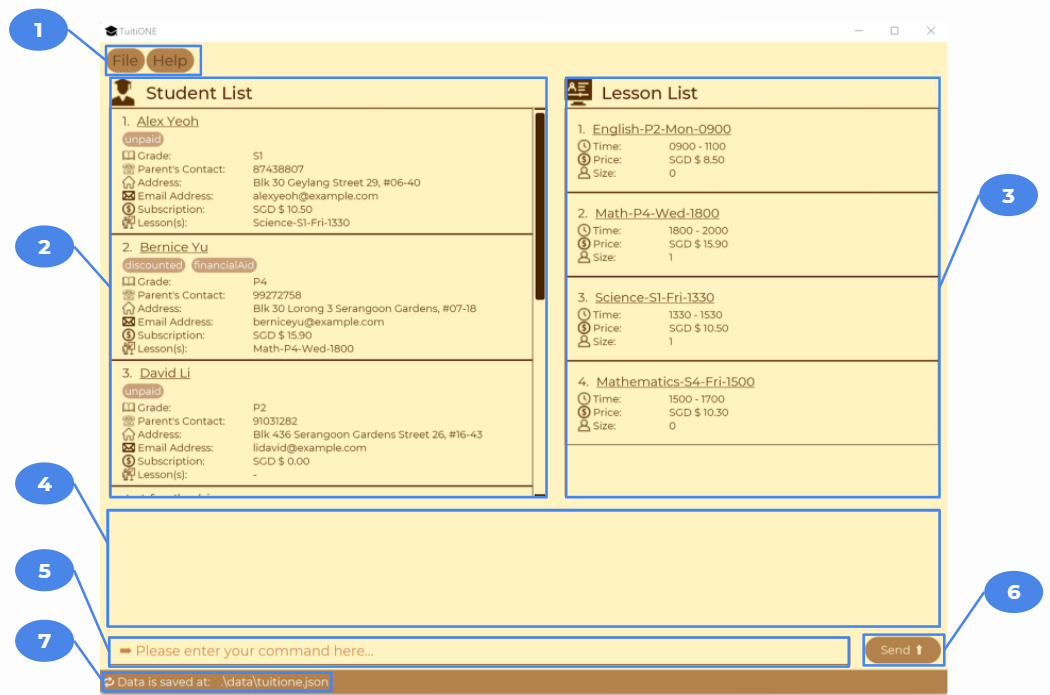 1
TuitiONE
File Help
Student List
1. Alex Yeoh
unpaid
Grade: S1
Parent's Contact: 87438807
Address: Blk 30 Geylang Street 29, #06-40
Email Address: alexyeoh@example.com
Subscription: SGD $ 10.50
Lesson(s): Science-S1-Fri-1330
2
2. Bernice Yu
discounted financialAid
Grade: P4
Parent's Contact: 99272758
Address: Blk 30 Lorong 3 Serangoon Gardens, #07-18
Email Address: berniceyu@example.com
Subscription: SGD $ 15.90
Lesson(s): Math-P4-Wed-1800
3. David Li
unpaid
Grade: P2
Parent's Contact: 91031282
Address: Blk 436 Serangoon Gardens Street 26, #16-43
Email Address: lidavid@example.com
Subscription: SGD $ 0.00
Lesson(s): -
Lesson List
1. English-P2-Mon-0900
Time: 0900 - 1100
Price: SGD $ 8.50
Size: 0
2. Math-P4-Wed-1800
Time: 1800 - 2000
Price: SGD $ 15.90
Size: 1
3
3. Science-S1-Fri-1330
Time: 1330 - 1530
Price: SGD $ 10.50
Size: 1
4. Mathematics-S4-Fri-1500
Time: 1500 - 1700
Price: SGD $ 10.30
Size: 0
4
5
Please enter your command here...
Send
6
7
Data is saved at: .\data\tuitione.json